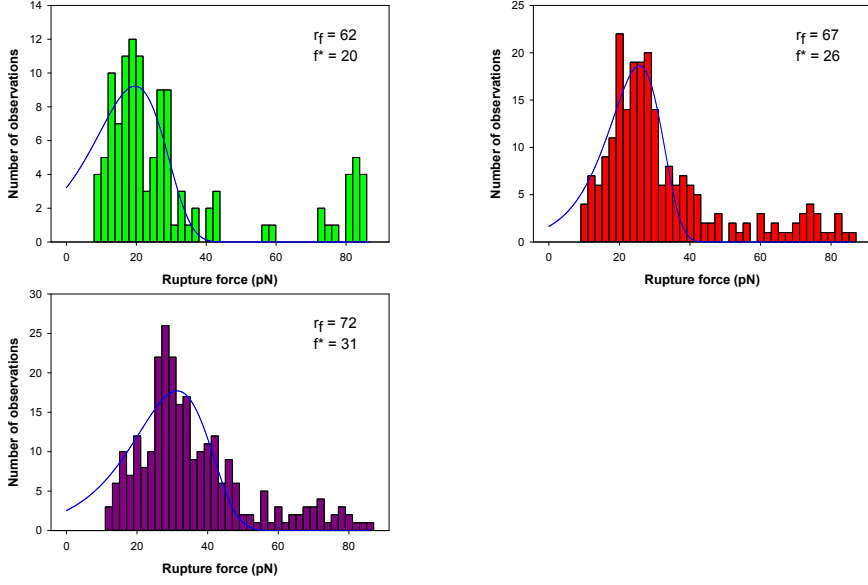 14
12
10
8
6
4
2
0
Number of observations
0 20 40 60 80
Rupture force (pN)
rf = 62
f* = 20
25
20
15
10
5
0
Number of observations
0 20 40 60 80
Rupture force (pN)
rf = 67
f* = 26
30
25
20
15
10
5
0
Number of observations
0 20 40 60 80
Rupture force (pN)
rf = 72
f* = 31